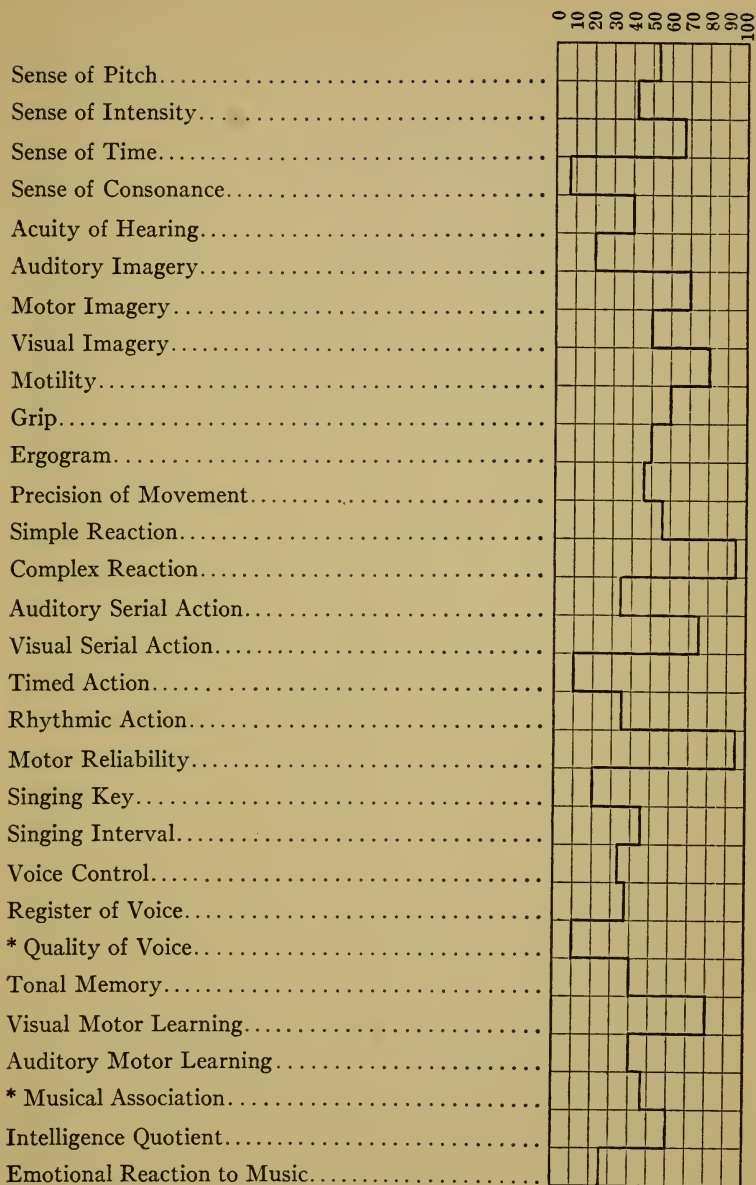 0 10 20 30 40 50 60 70 80 90 100
Sense of Pitch
Sense of Intensity
Sense of Time
Sense of Consonance
Acuity of Hearing
Auditory Imagery
Motor Imagery
Visual Imagery
Motility
Grip
Ergogram
Precision of Movement
Simple Reaction
Complex Reaction
Auditory Serial Action
Visual Serial Action
Timed Action
Rhythmic Action
Motor Reliability
Singing Key
Singing Interval
Voice Control
Register of Voice
* Quality of Voice
Tonal Memory
Visual Motor Learning
Auditory Motor Learning
* Musical Association
Intelligence Quotient
Emotional Reaction to Music